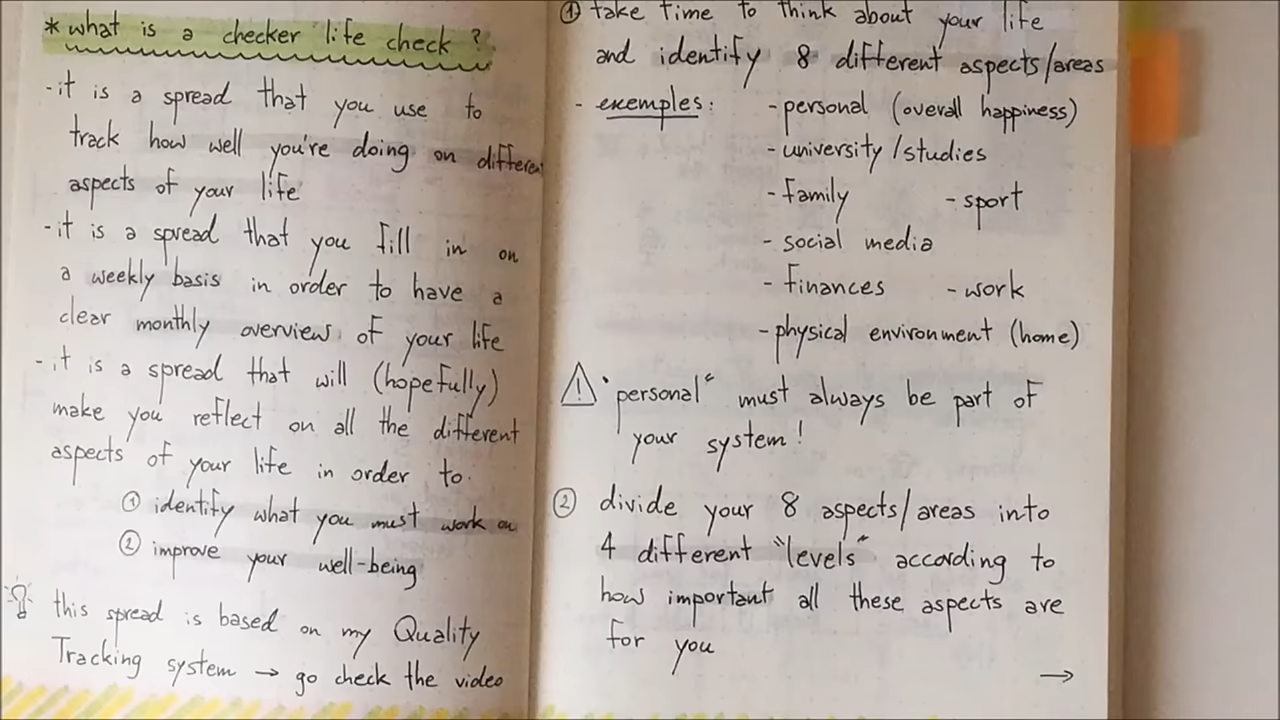 * what is a checker life check?
- it is a spread that you use to
track how well you're doing on different
aspects of your life
- it is a spread that you fill in on
a weekly basis in order to have a
clear monthly overview of your life
- it is a spread that will (hopefully)
make you reflect on all the different
aspects of your life in order to
① identify what you must work on
② improve your well-being
this spread is based on my Quality
Tracking system → go check the video
① take time to think about your life
and identify 8 different aspects/areas
- exemples: - personal (overall happiness)
- university/studies
- family - sport
- social media
- finances - work
- physical environment (home)
⚠ "personal" must always be part of
your system!
② divide your 8 aspects/areas into
4 different "levels" according to
how important all these aspects are
for you
→